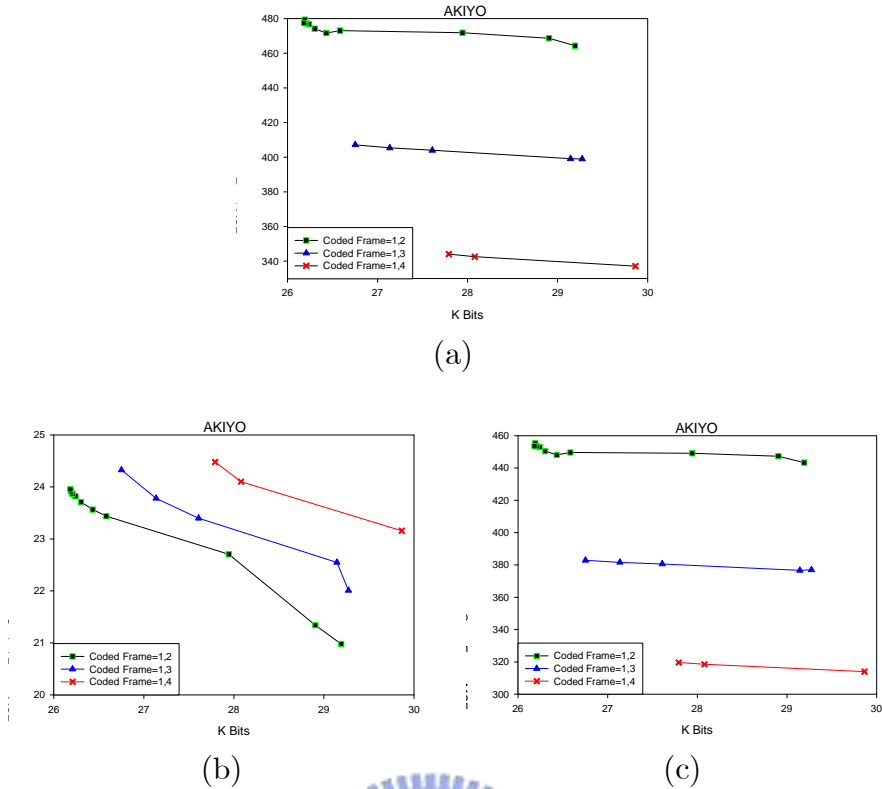 AKIYO
480
460
440
420
400
380
360
340
Coded Frame=1,2
Coded Frame=1,3
Coded Frame=1,4
26 27 28 29 30
K Bits
(a)
AKIYO
25
24
23
22
21
20
Coded Frame=1,2
Coded Frame=1,3
Coded Frame=1,4
26 27 28 29 30
K Bits
(b)
AKIYO
460
440
420
400
380
360
340
320
300
Coded Frame=1,2
Coded Frame=1,3
Coded Frame=1,4
26 27 28 29 30
K Bits
(c)